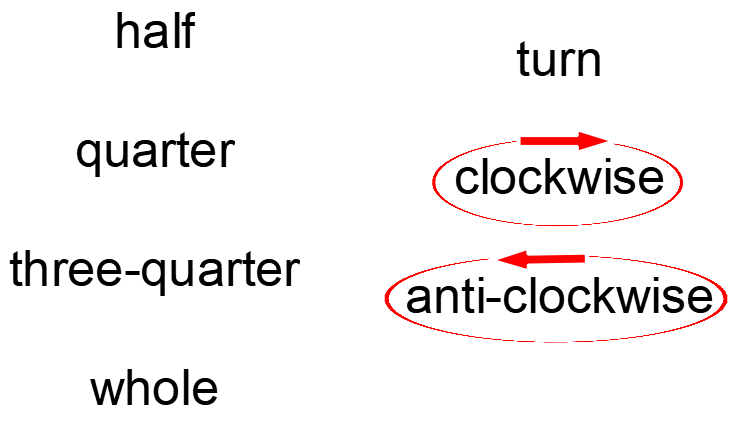 half
turn
quarter
clockwise
three-quarter
anti-clockwise
whole